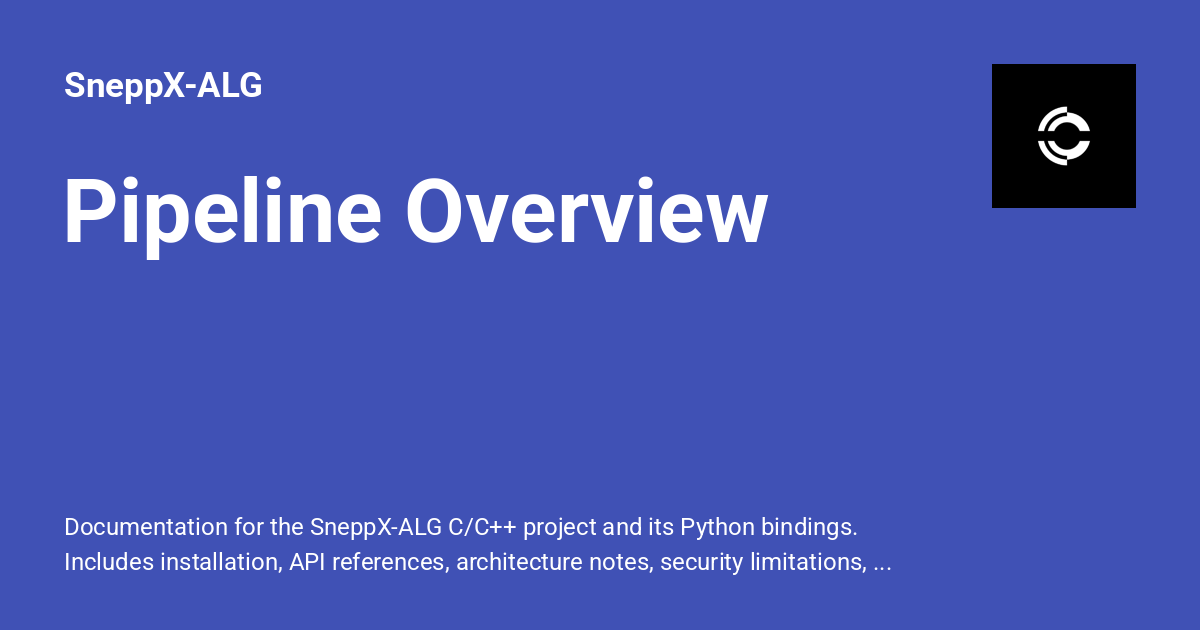 SneppX-ALG
Pipeline Overview
Documentation for the SneppX-ALG C/C++ project and its Python bindings.
Includes installation, API references, architecture notes, security limitations, ...